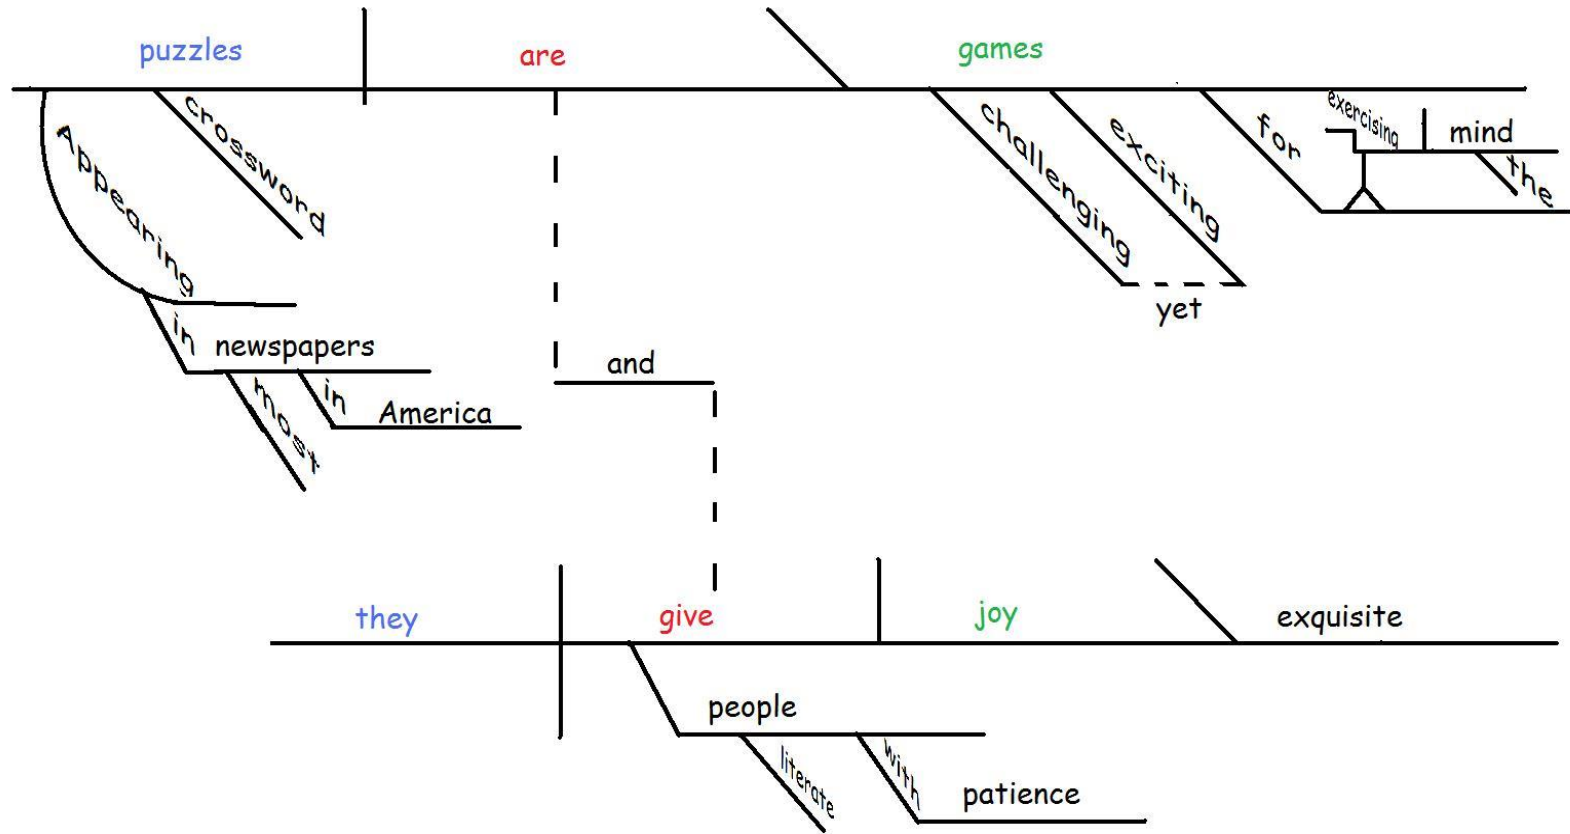 puzzles are games
Appearing crossword challenging exciting for exercising mind the
yet
in newspapers
most in America
and
they give joy exquisite
people
literate with patience